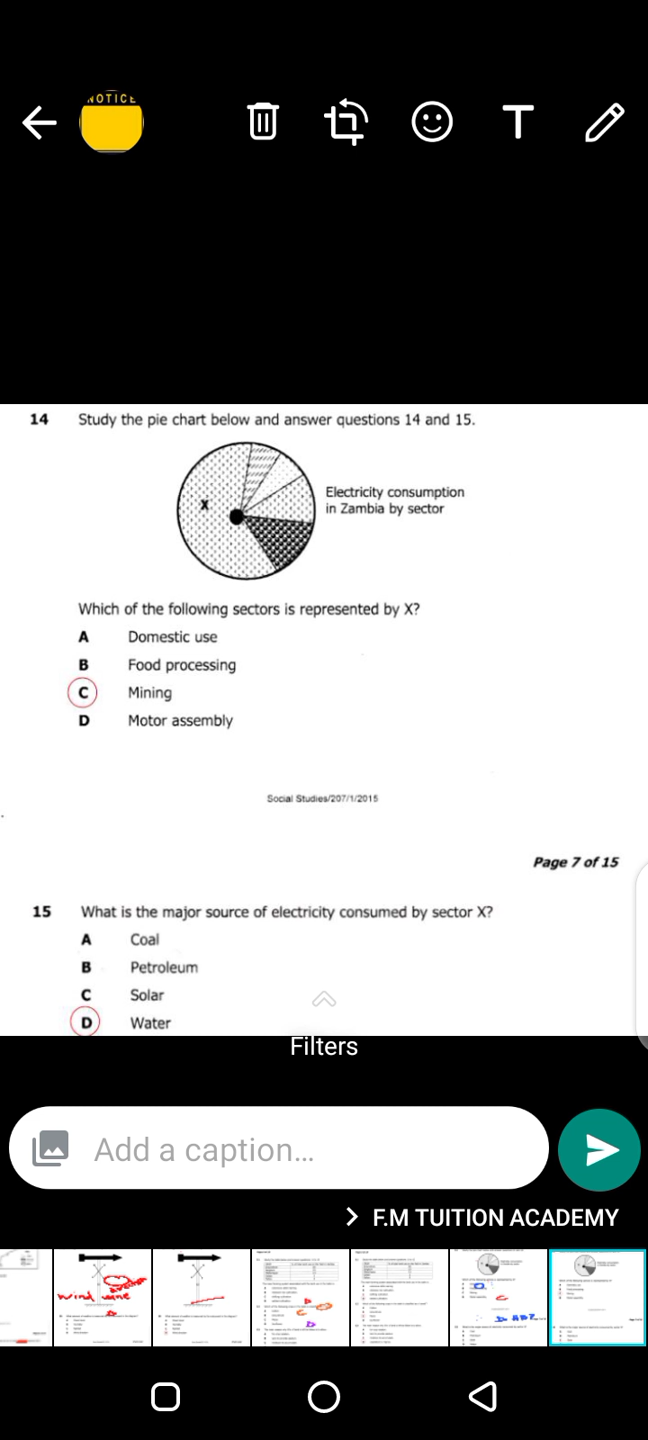 NOTICE
T
14 Study the pie chart below and answer questions 14 and 15.
X
Electricity consumption
in Zambia by sector
Which of the following sectors is represented by X?
A Domestic use
B Food processing
C Mining
D Motor assembly
Social Studies/207/1/2015
Page 7 of 15
15 What is the major source of electricity consumed by sector X?
A Coal
B Petroleum
C Solar
D Water
Filters
Add a caption...
> F.M TUITION ACADEMY
wind vane